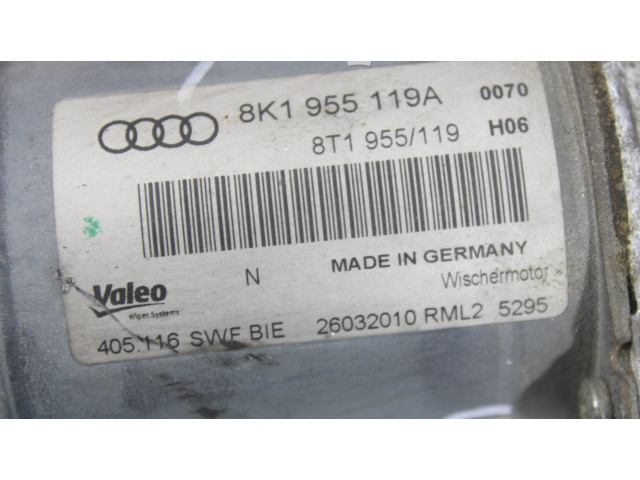 8K1 955 119A 0070
8T1 955/119 H06
N MADE IN GERMANY
Valeo Wischermotor
Wiper Systems
405.116 SWF BIE 26032010 RML2 5295